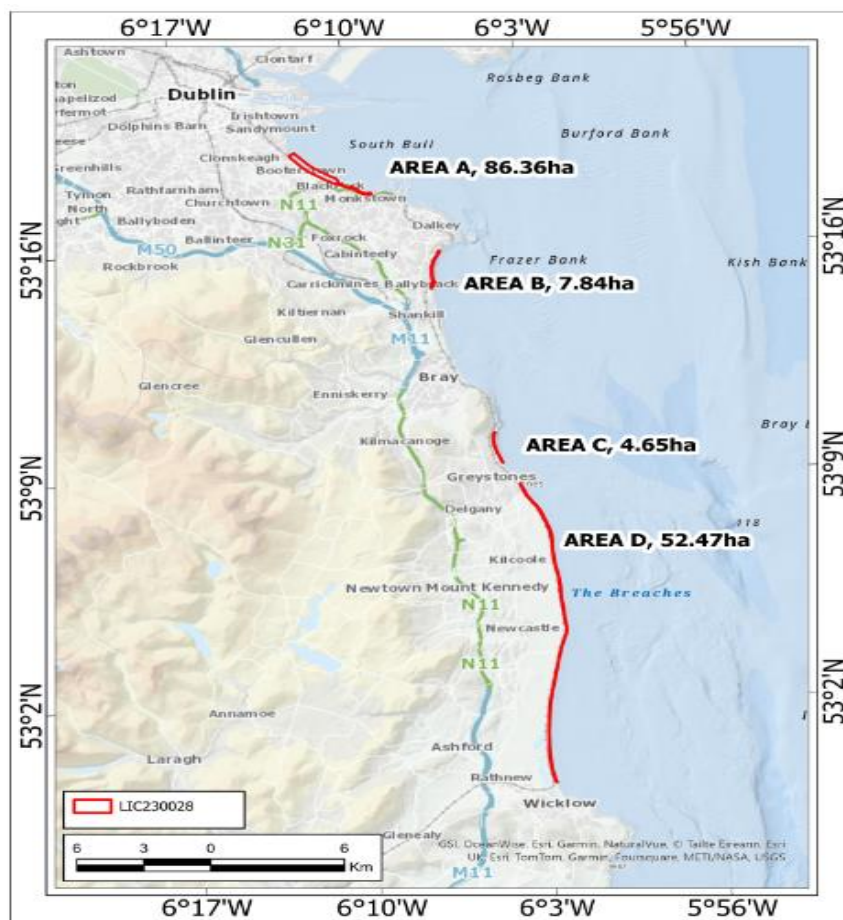 6°17'W 6°10'W 6°3'W 5°56'W
Ashtown
Clontarf
Rosbeg Bank
Dublin
Irishtown
Dolphins Barn
Sandymount
South Bull
Burford Bank
Clonskeagh
AREA A, 86.36ha
Greenhills
Booterstown
Tymon North
Rathfarnham
Monkstown
Churchtown
N11
Ballyboden
Dalkey
53°16'N
M50
Ballinteer
N31
Foxrock
Frazer Bank
Kish Bank
53°16'N
Rockbrook
Cabinteely
AREA B, 7.84ha
Carrickmines
Ballybrack
Kiltiernan
Shankill
Glencullen
M11
Bray
Glencree
Enniskerry
Kilmacanoge
AREA C, 4.65ha
53°9'N
Greystones
53°9'N
Delgany
118
AREA D, 52.47ha
Kilcoole
Newtown Mount Kennedy
The Breaches
N11
Newcastle
N11
53°2'N
53°2'N
Annamoe
Ashford
Laragh
Rathnew
LIC230028
Wicklow
6 3 0 6
Km
Glenealy
GSI, OceanWise, Esri, Garmin, NaturalVue, © Tailte Éireann, Esri
UK, Esri, TomTom, Garmin, Foursquare, METI/NASA, USGS
M11
6°17'W 6°10'W 6°3'W 5°56'W